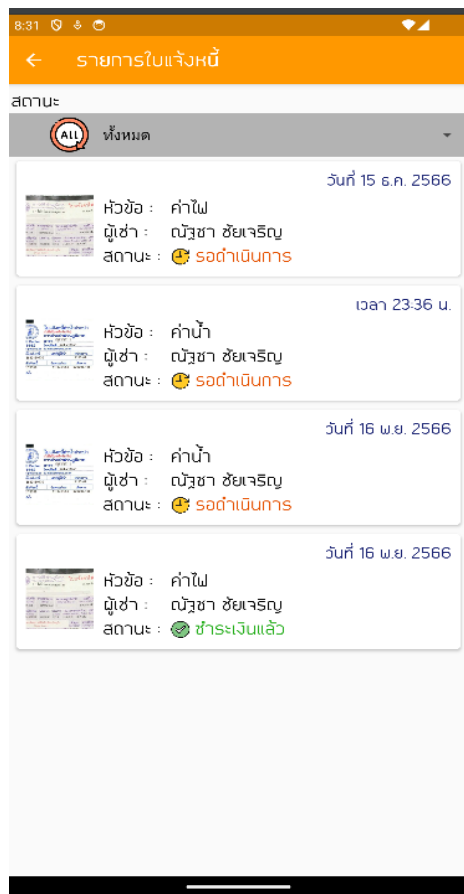 8:31
รายการใบแจ้งหนี้
สถานะ
ALL ทั้งหมด
วันที่ 15 ธ.ค. 2566
หัวข้อ : ค่าไฟ
ผู้เช่า : ณัฐชา ชัยเจริญ
สถานะ : รอดำเนินการ
เวลา 23:36 น.
หัวข้อ : ค่าน้ำ
ผู้เช่า : ณัฐชา ชัยเจริญ
สถานะ : รอดำเนินการ
วันที่ 16 พ.ย. 2566
หัวข้อ : ค่าน้ำ
ผู้เช่า : ณัฐชา ชัยเจริญ
สถานะ : รอดำเนินการ
วันที่ 16 พ.ย. 2566
หัวข้อ : ค่าไฟ
ผู้เช่า : ณัฐชา ชัยเจริญ
สถานะ : ชำระเงินแล้ว